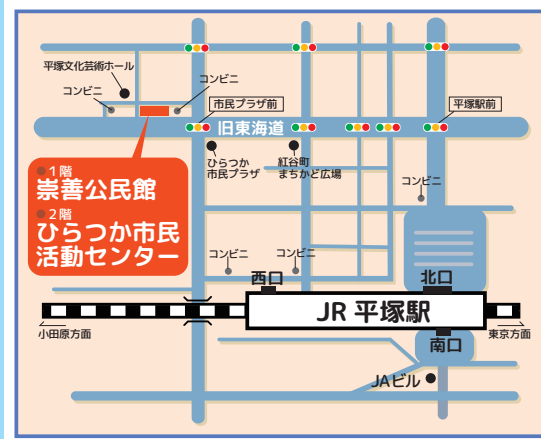 平塚文化芸術ホール
コンビニ
コンビニ
市民プラザ前
平塚駅前
旧東海道
●1階
崇善公民館
●2階
ひらつか市民
活動センター
ひらつか
市民プラザ
紅谷町
まちかど広場
コンビニ
コンビニ
コンビニ
西口
北口
JR 平塚駅
小田原方面
東京方面
南口
JAビル